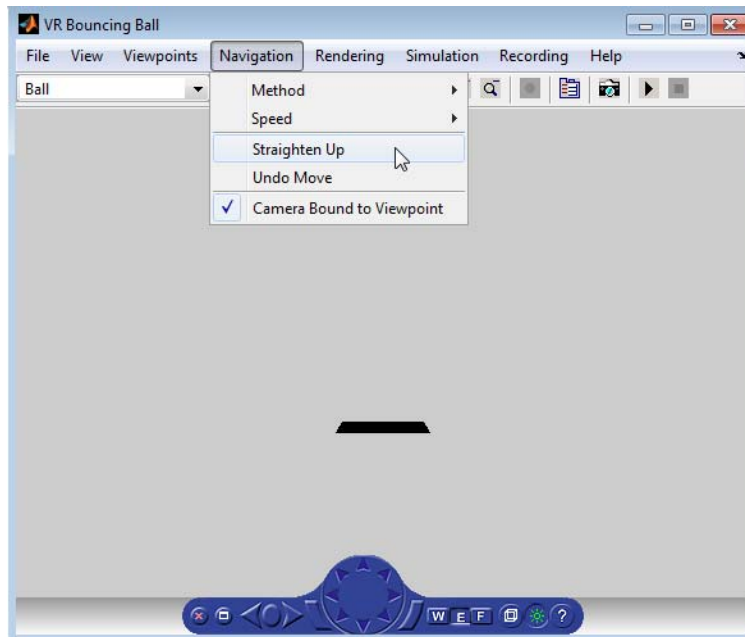 VR Bouncing Ball
File View Viewpoints Navigation Rendering Simulation Recording Help
Ball
Method
Speed
Straighten Up
Undo Move
Camera Bound to Viewpoint
W E F ?